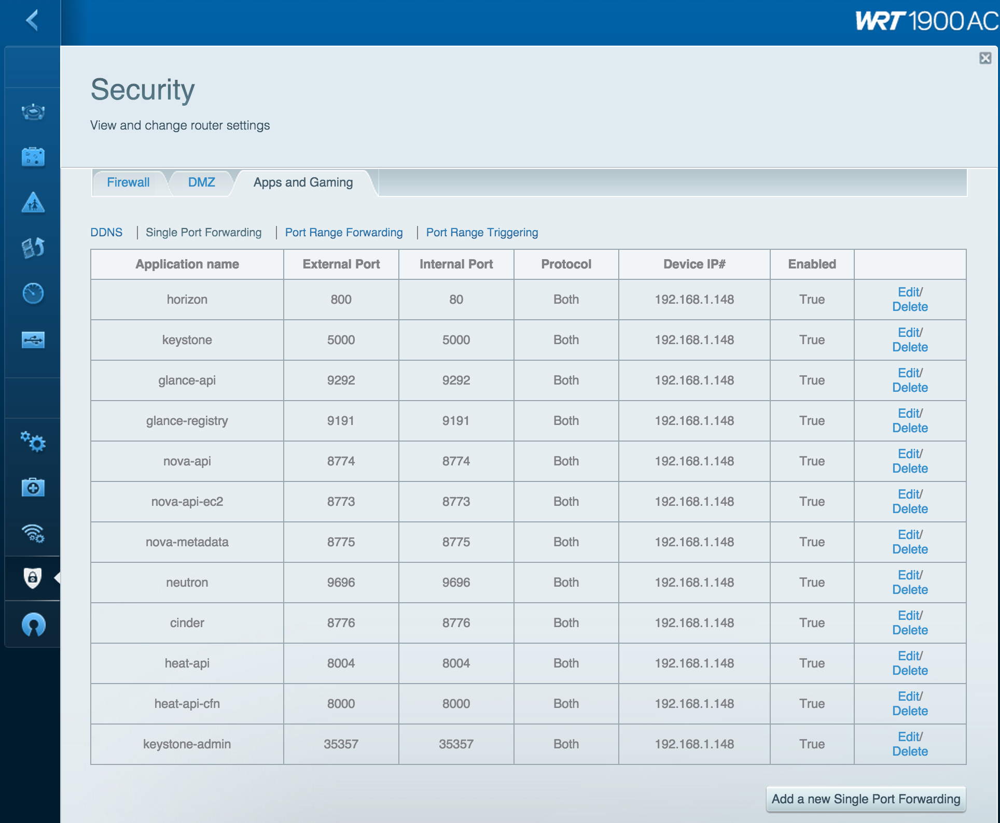 WRT1900AC
Security
View and change router settings
Firewall DMZ Apps and Gaming
DDNS | Single Port Forwarding | Port Range Forwarding | Port Range Triggering
Application name External Port Internal Port Protocol Device IP# Enabled
horizon 800 80 Both 192.168.1.148 True Edit/
Delete
keystone 5000 5000 Both 192.168.1.148 True Edit/
Delete
glance-api 9292 9292 Both 192.168.1.148 True Edit/
Delete
glance-registry 9191 9191 Both 192.168.1.148 True Edit/
Delete
nova-api 8774 8774 Both 192.168.1.148 True Edit/
Delete
nova-api-ec2 8773 8773 Both 192.168.1.148 True Edit/
Delete
nova-metadata 8775 8775 Both 192.168.1.148 True Edit/
Delete
neutron 9696 9696 Both 192.168.1.148 True Edit/
Delete
cinder 8776 8776 Both 192.168.1.148 True Edit/
Delete
heat-api 8004 8004 Both 192.168.1.148 True Edit/
Delete
heat-api-cfn 8000 8000 Both 192.168.1.148 True Edit/
Delete
keystone-admin 35357 35357 Both 192.168.1.148 True Edit/
Delete
Add a new Single Port Forwarding